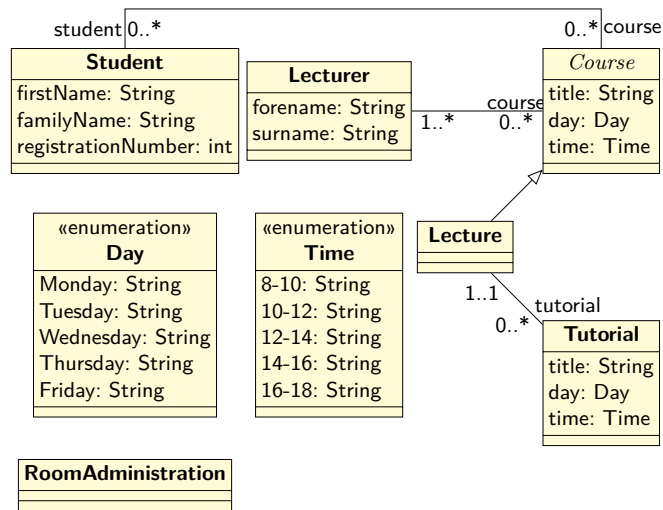 student 0..*
0..* course
Student
firstName: String
familyName: String
registrationNumber: int
Lecturer
forename: String
surname: String
course
1..*
0..*
Course
title: String
day: Day
time: Time
«enumeration»
Day
Monday: String
Tuesday: String
Wednesday: String
Thursday: String
Friday: String
«enumeration»
Time
8-10: String
10-12: String
12-14: String
14-16: String
16-18: String
Lecture
1..1
tutorial
0..*
Tutorial
title: String
day: Day
time: Time
RoomAdministration